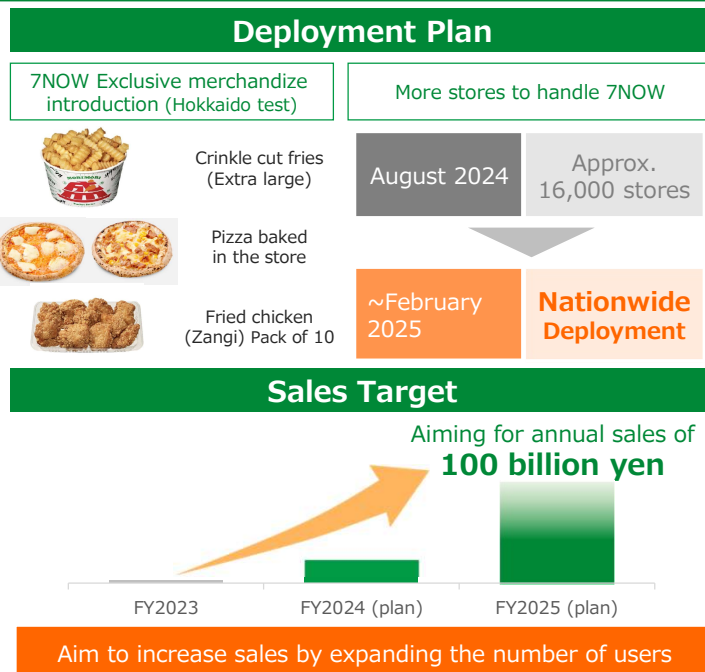 Deployment Plan
7NOW Exclusive merchandize
introduction (Hokkaido test)
More stores to handle 7NOW
Crinkle cut fries
(Extra large)
Pizza baked
in the store
Fried chicken
(Zangi) Pack of 10
August 2024
Approx.
16,000 stores
~February
2025
Nationwide
Deployment
Sales Target
Aiming for annual sales of
100 billion yen
FY2023
FY2024 (plan)
FY2025 (plan)
Aim to increase sales by expanding the number of users